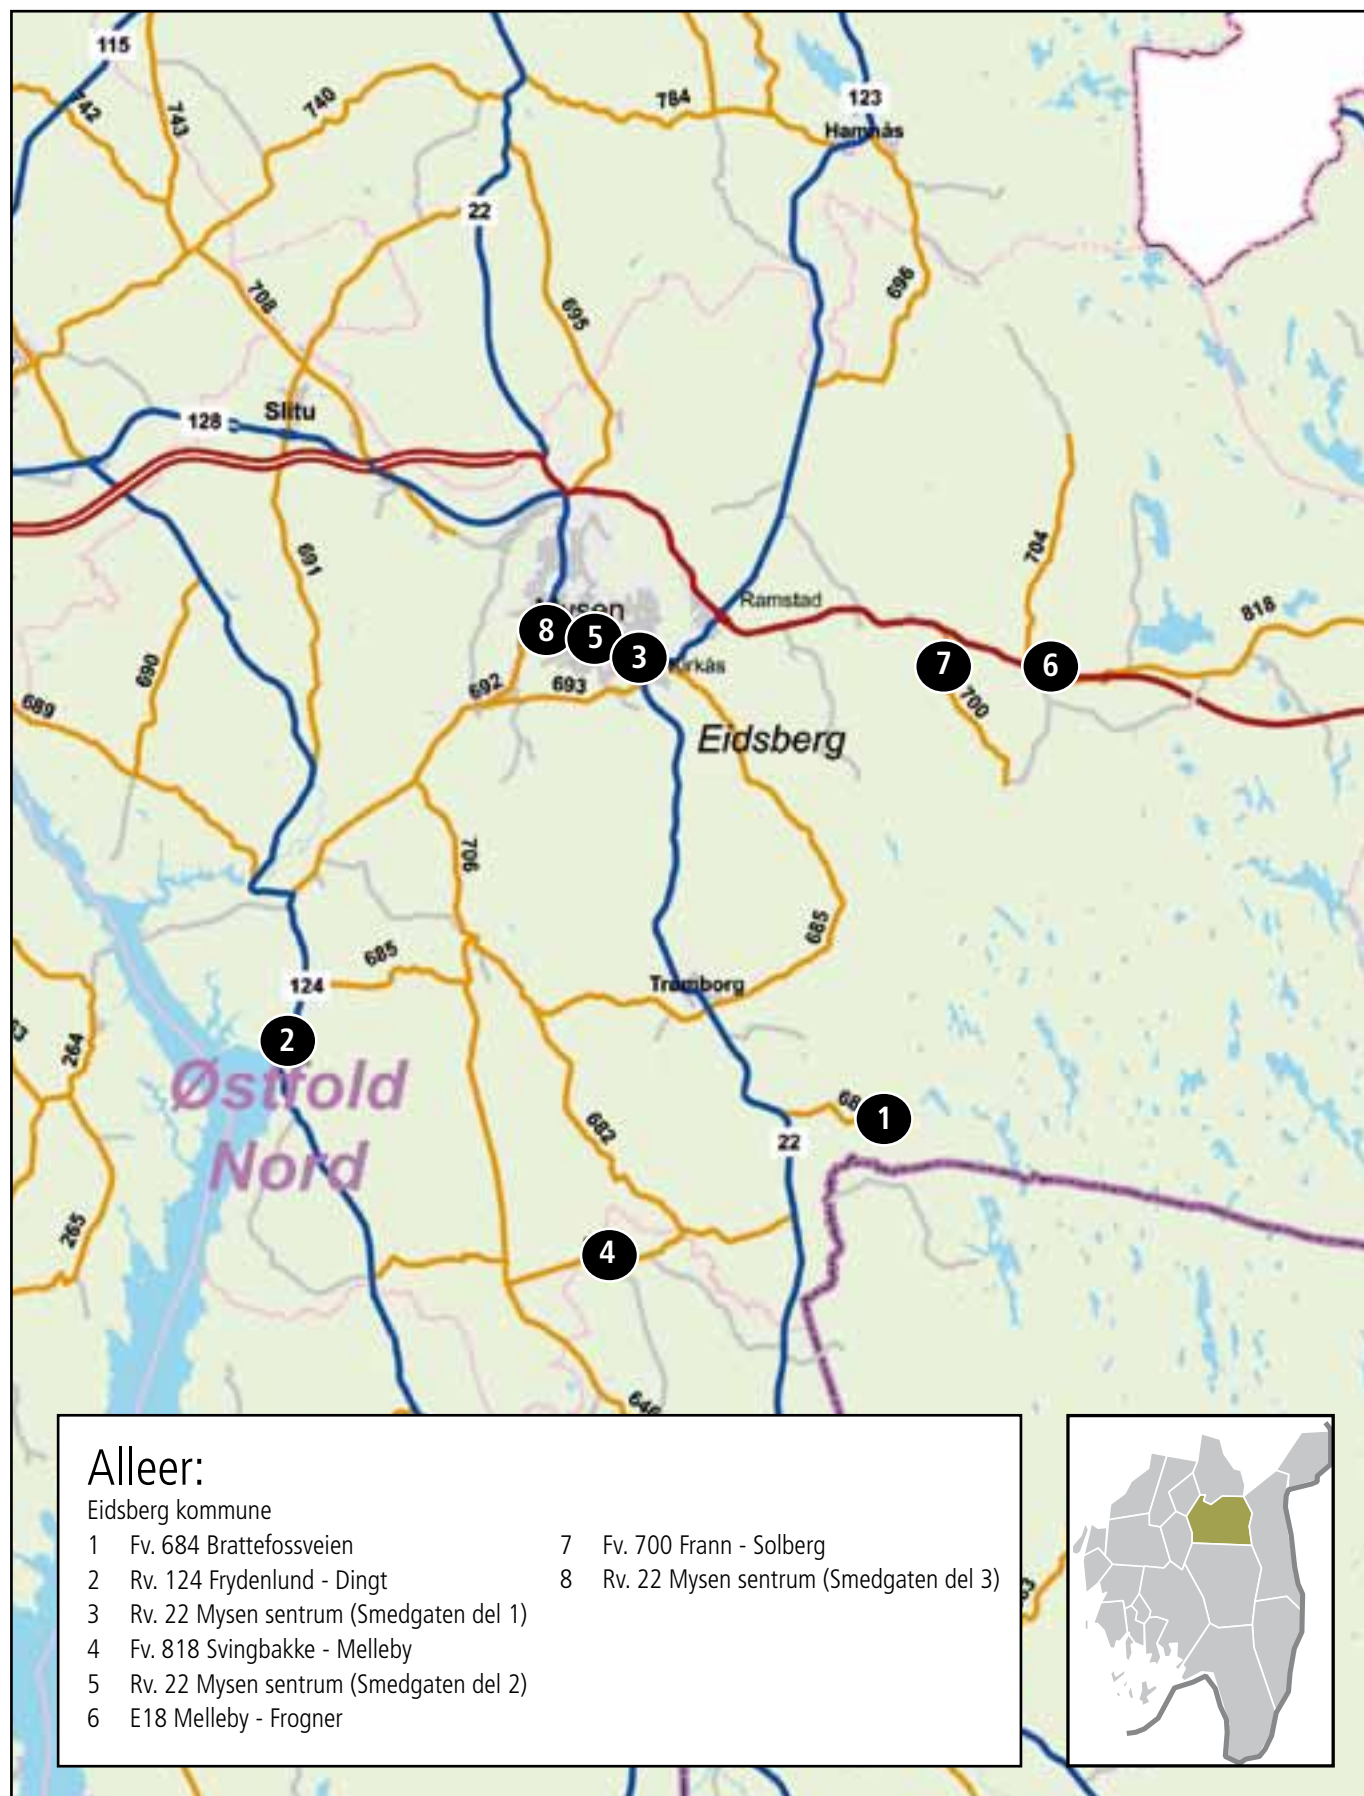 115
742
743
740
784
123
Hamnås
22
708
695
696
128
Slitu
691
704
818
Ramstad
8
5
3
7
6
Kirkås
690
692
693
700
689
Eidsberg
706
685
685
124
Trømborg
264
2
Østfold
Nord
1
682
22
265
4
Alleer:
Eidsberg kommune
1 Fv. 684 Brattefossveien
2 Rv. 124 Frydenlund - Dingt
3 Rv. 22 Mysen sentrum (Smedgaten del 1)
4 Fv. 818 Svingbakke - Melleby
5 Rv. 22 Mysen sentrum (Smedgaten del 2)
6 E18 Melleby - Frogner
7 Fv. 700 Frann - Solberg
8 Rv. 22 Mysen sentrum (Smedgaten del 3)